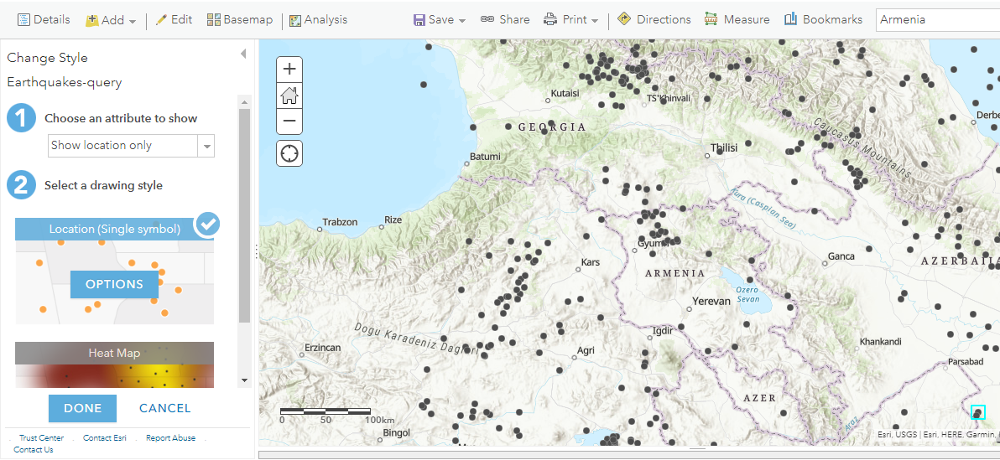 Details Add Edit Basemap Analysis Save Share Print Directions Measure Bookmarks Armenia
Change Style
Earthquakes-query
1 Choose an attribute to show
Show location only
2 Select a drawing style
Location (Single symbol)
OPTIONS
Heat Map
DONE CANCEL
Trust Center . Contact Esri . Report Abuse .
Contact Us
+
−
Kutaisi
TS'Khinvali
GEORGIA
Derbe
Caucasus Mountains
Tbilisi
Batumi
Kura (Caspian Sea)
Trabzon
Rize
Gyumri
Ganca
Kars
ARMENIA
AZERBAIJ
Ozero
Sevan
Yerevan
Dogu Karadeniz Daglari
Igdir
Khankandi
Erzincan
Agri
Parsabad
AZER
Araz
0 50 100km
Bingol
Esri, USGS | Esri, HERE, Garmin,